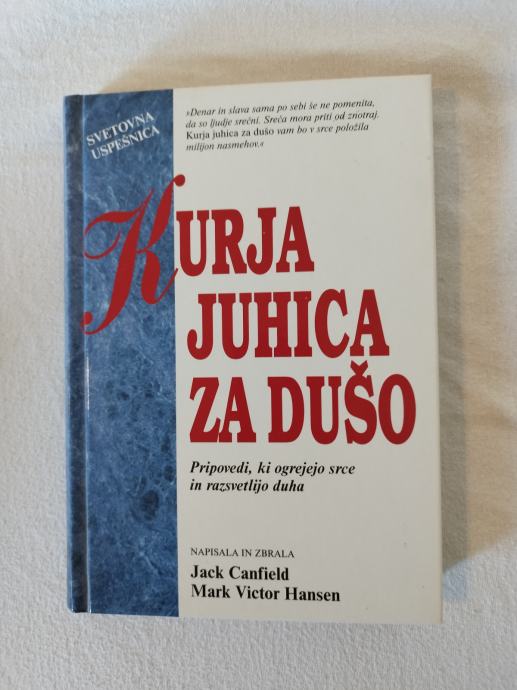 SVETOVNA
USPEŠNICA
»Denar in slava sama po sebi še ne pomenita,
da so ljudje srečni. Sreča mora priti od znotraj.
Kurja juhica za dušo vam bo v srce položila
milijon nasmehov.«
KURJA
JUHICA
ZA DUŠO
Pripovedi, ki ogrejejo srce
in razsvetlijo duha
NAPISALA IN ZBRALA
Jack Canfield
Mark Victor Hansen